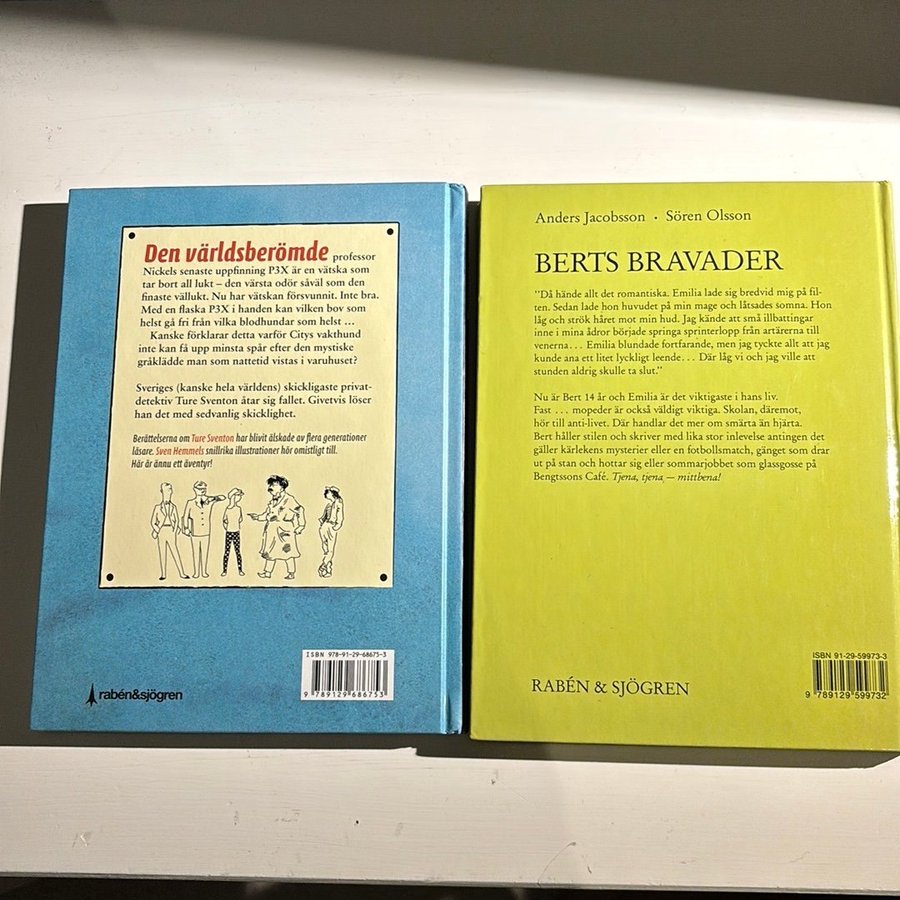 Den världsberömde professor
Nickels senaste uppfinning P3X är en vätska som
tar bort all lukt – den värsta odör såväl som den
finaste vällukt. Nu har vätskan försvunnit. Inte bra.
Med en flaska P3X i handen kan vilken bov som
helst gå fri från vilka blodhundar som helst …
Kanske förklarar detta varför Citys vakthund
inte kan få upp minsta spår efter den mystiske
gråklädde man som nattetid vistas i varuhuset?
Sveriges (kanske hela världens) skickligaste privat-
detektiv Ture Sventon åtar sig fallet. Givetvis löser
han det med sedvanlig skicklighet.
Berättelserna om Ture Sventon har blivit älskade av flera generationer
läsare. Sven Hemmels snillrika illustrationer hör omistligt till.
Här är ännu ett äventyr!
ISBN 978-91-29-68675-3
9 789129 686753
rabén&sjögren
Anders Jacobsson · Sören Olsson
BERTS BRAVADER
"Då hände allt det romantiska. Emilia lade sig bredvid mig på fil-
ten. Sedan lade hon huvudet på min mage och låtsades somna. Hon
låg och strök håret mot min hud. Jag kände att små illbattingar
inne i mina ådror började springa sprinterlopp från artärerna till
venerna… Emilia blundade fortfarande, men jag tyckte allt att jag
kunde ana ett litet lyckligt leende… Där låg vi och jag ville att
stunden aldrig skulle ta slut."
Nu är Bert 14 år och Emilia är det viktigaste i hans liv.
Fast … mopeder är också väldigt viktiga. Skolan, däremot,
hör till anti-livet. Där handlar det mer om smärta än hjärta.
Bert håller stilen och skriver med lika stor inlevelse antingen det
gäller kärlekens mysterier eller en fotbollsmatch, gänget som drar
ut på stan och hottar sig eller sommarjobbet som glassgosse på
Bengtssons Café. Tjena, tjena, – mittbena!
ISBN 91-29-59973-3
9 789129 599732
RABÉN & SJÖGREN